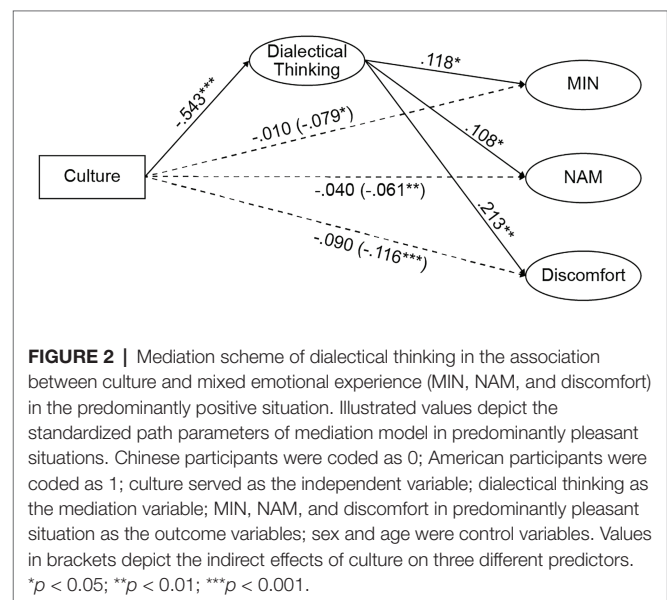 Dialectical
Thinking
-.543***
.118*
MIN
-.010 (-.079*)
.108*
Culture
NAM
-.040 (-.061**)
.213**
-.090 (-.116***)
Discomfort
FIGURE 2 | Mediation scheme of dialectical thinking in the association
between culture and mixed emotional experience (MIN, NAM, and discomfort)
in the predominantly positive situation. Illustrated values depict the
standardized path parameters of mediation model in predominantly pleasant
situations. Chinese participants were coded as 0; American participants were
coded as 1; culture served as the independent variable; dialectical thinking as
the mediation variable; MIN, NAM, and discomfort in predominantly pleasant
situation as the outcome variables; sex and age were control variables. Values
in brackets depict the indirect effects of culture on three different predictors.
*p < 0.05; **p < 0.01; ***p < 0.001.